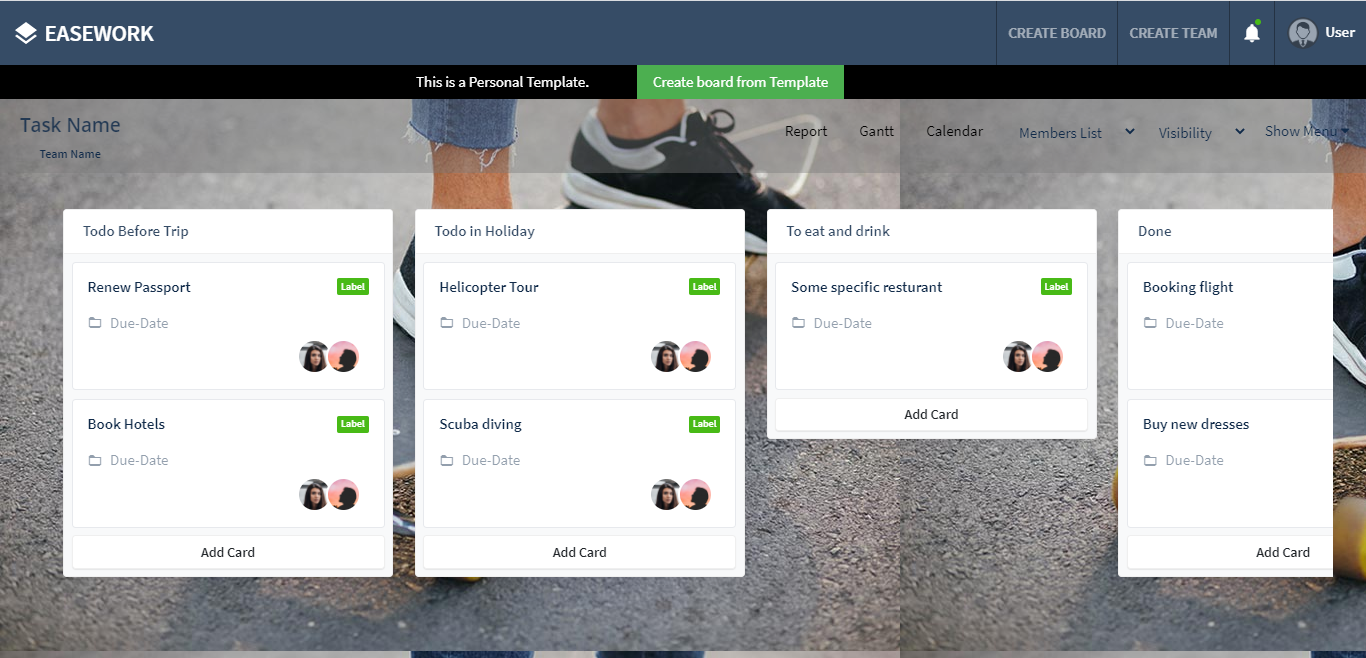 EASEWORK
CREATE BOARD
CREATE TEAM
User
This is a Personal Template.
Create board from Template
Task Name
Team Name
Report
Gantt
Calendar
Members List
Visibility
Show Menu
Todo Before Trip
Renew Passport
Label
Due-Date
Book Hotels
Label
Due-Date
Add Card
Todo in Holiday
Helicopter Tour
Label
Due-Date
Scuba diving
Label
Due-Date
Add Card
To eat and drink
Some specific resturant
Label
Due-Date
Add Card
Done
Booking flight
Due-Date
Buy new dresses
Due-Date
Add Card